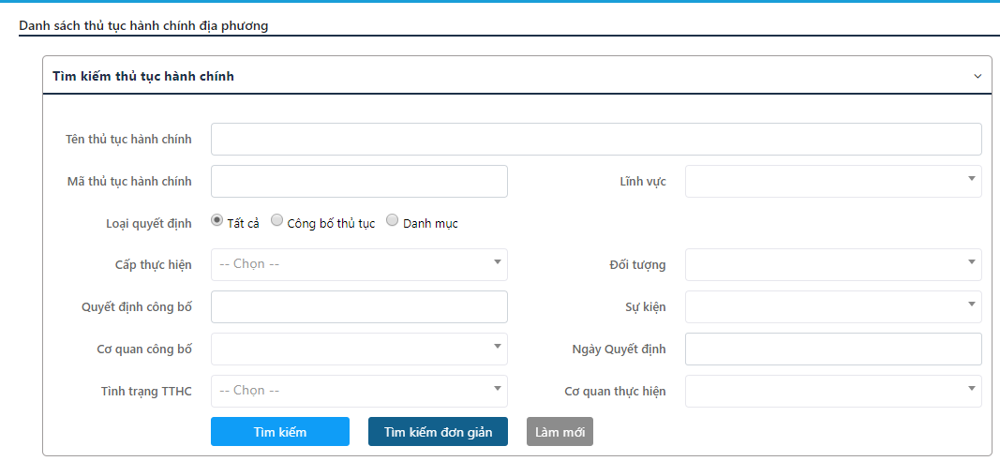 Danh sách thủ tục hành chính địa phương
Tìm kiếm thủ tục hành chính
Tên thủ tục hành chính
Mã thủ tục hành chính Lĩnh vực
Loại quyết định Tất cả Công bố thủ tục Danh mục
Cấp thực hiện -- Chọn -- Đối tượng
Quyết định công bố Sự kiện
Cơ quan công bố Ngày Quyết định
Tình trạng TTHC -- Chọn -- Cơ quan thực hiện
Tìm kiếm Tìm kiếm đơn giản Làm mới